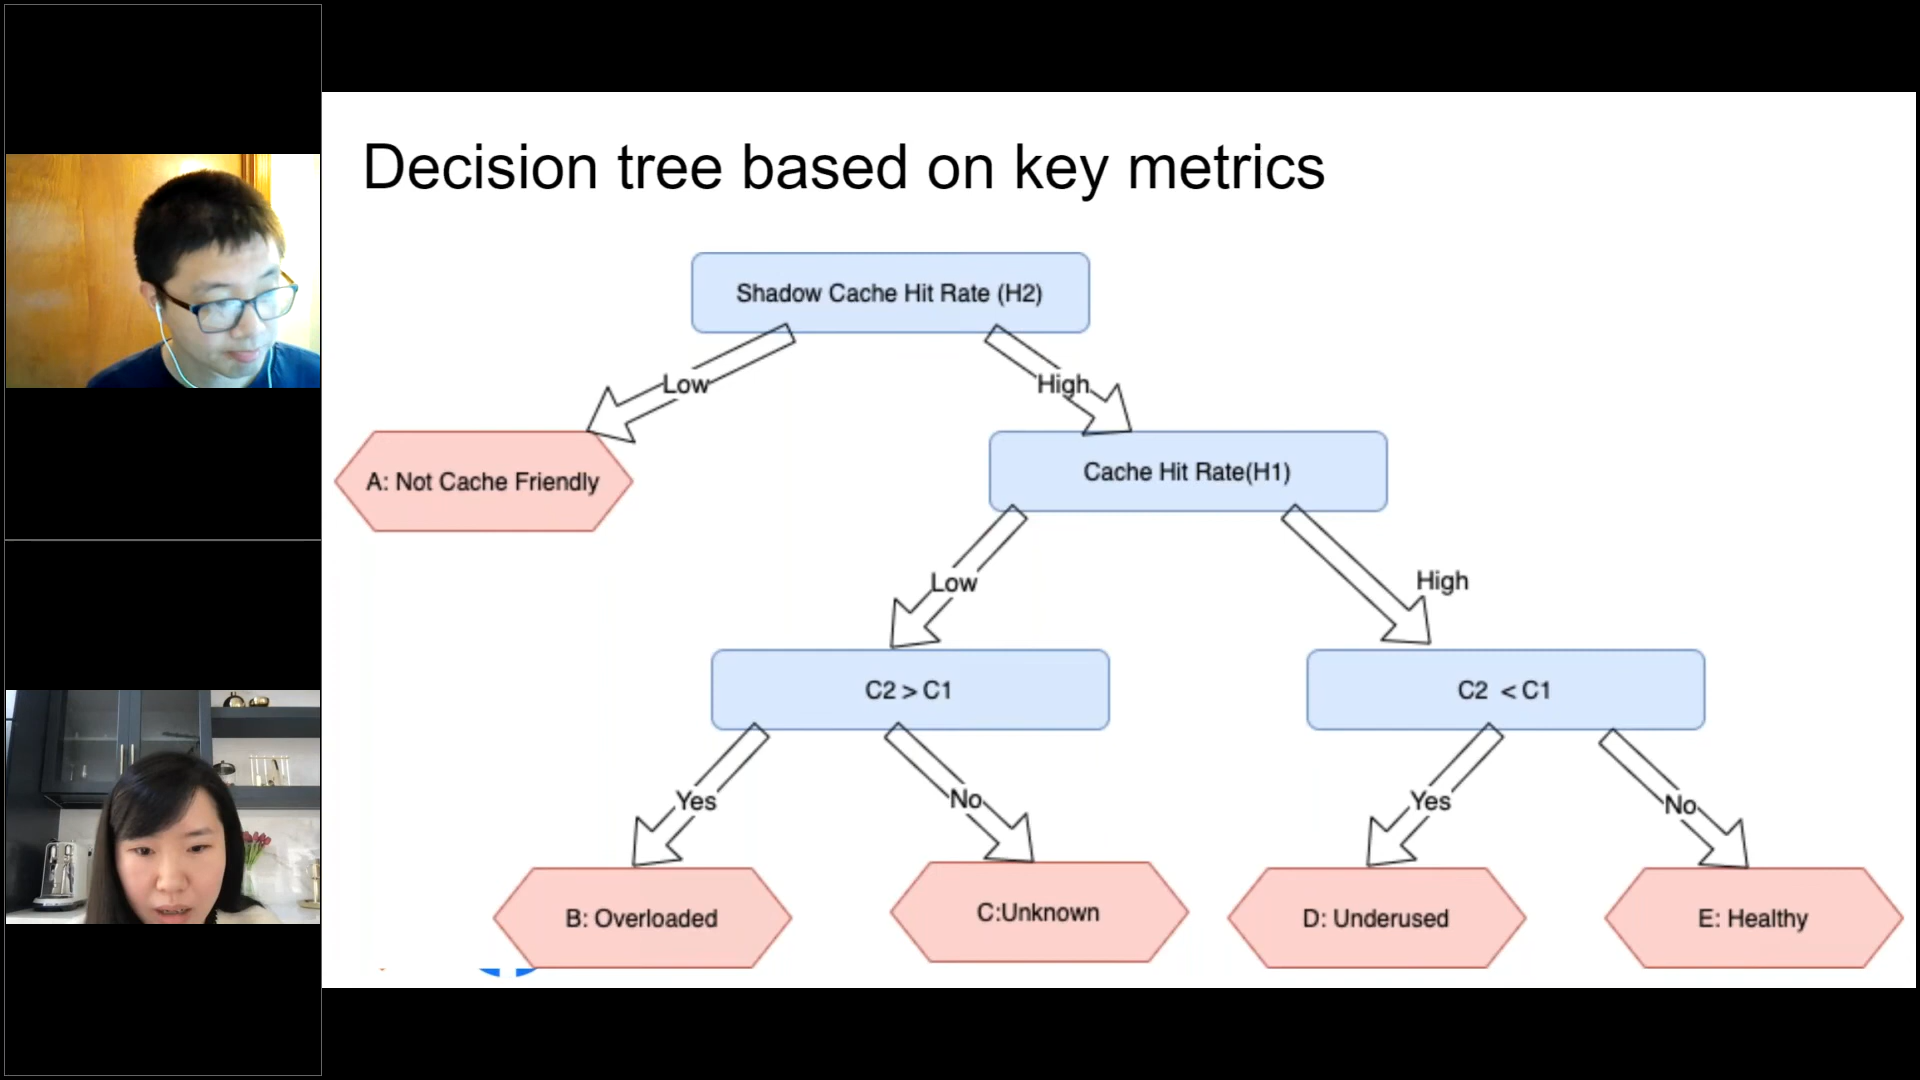 Decision tree based on key metrics
Shadow Cache Hit Rate (H2)
Low
High
A: Not Cache Friendly
Cache Hit Rate(H1)
Low
High
C2 > C1
C2 < C1
Yes
No
Yes
No
B: Overloaded
C:Unknown
D: Underused
E: Healthy